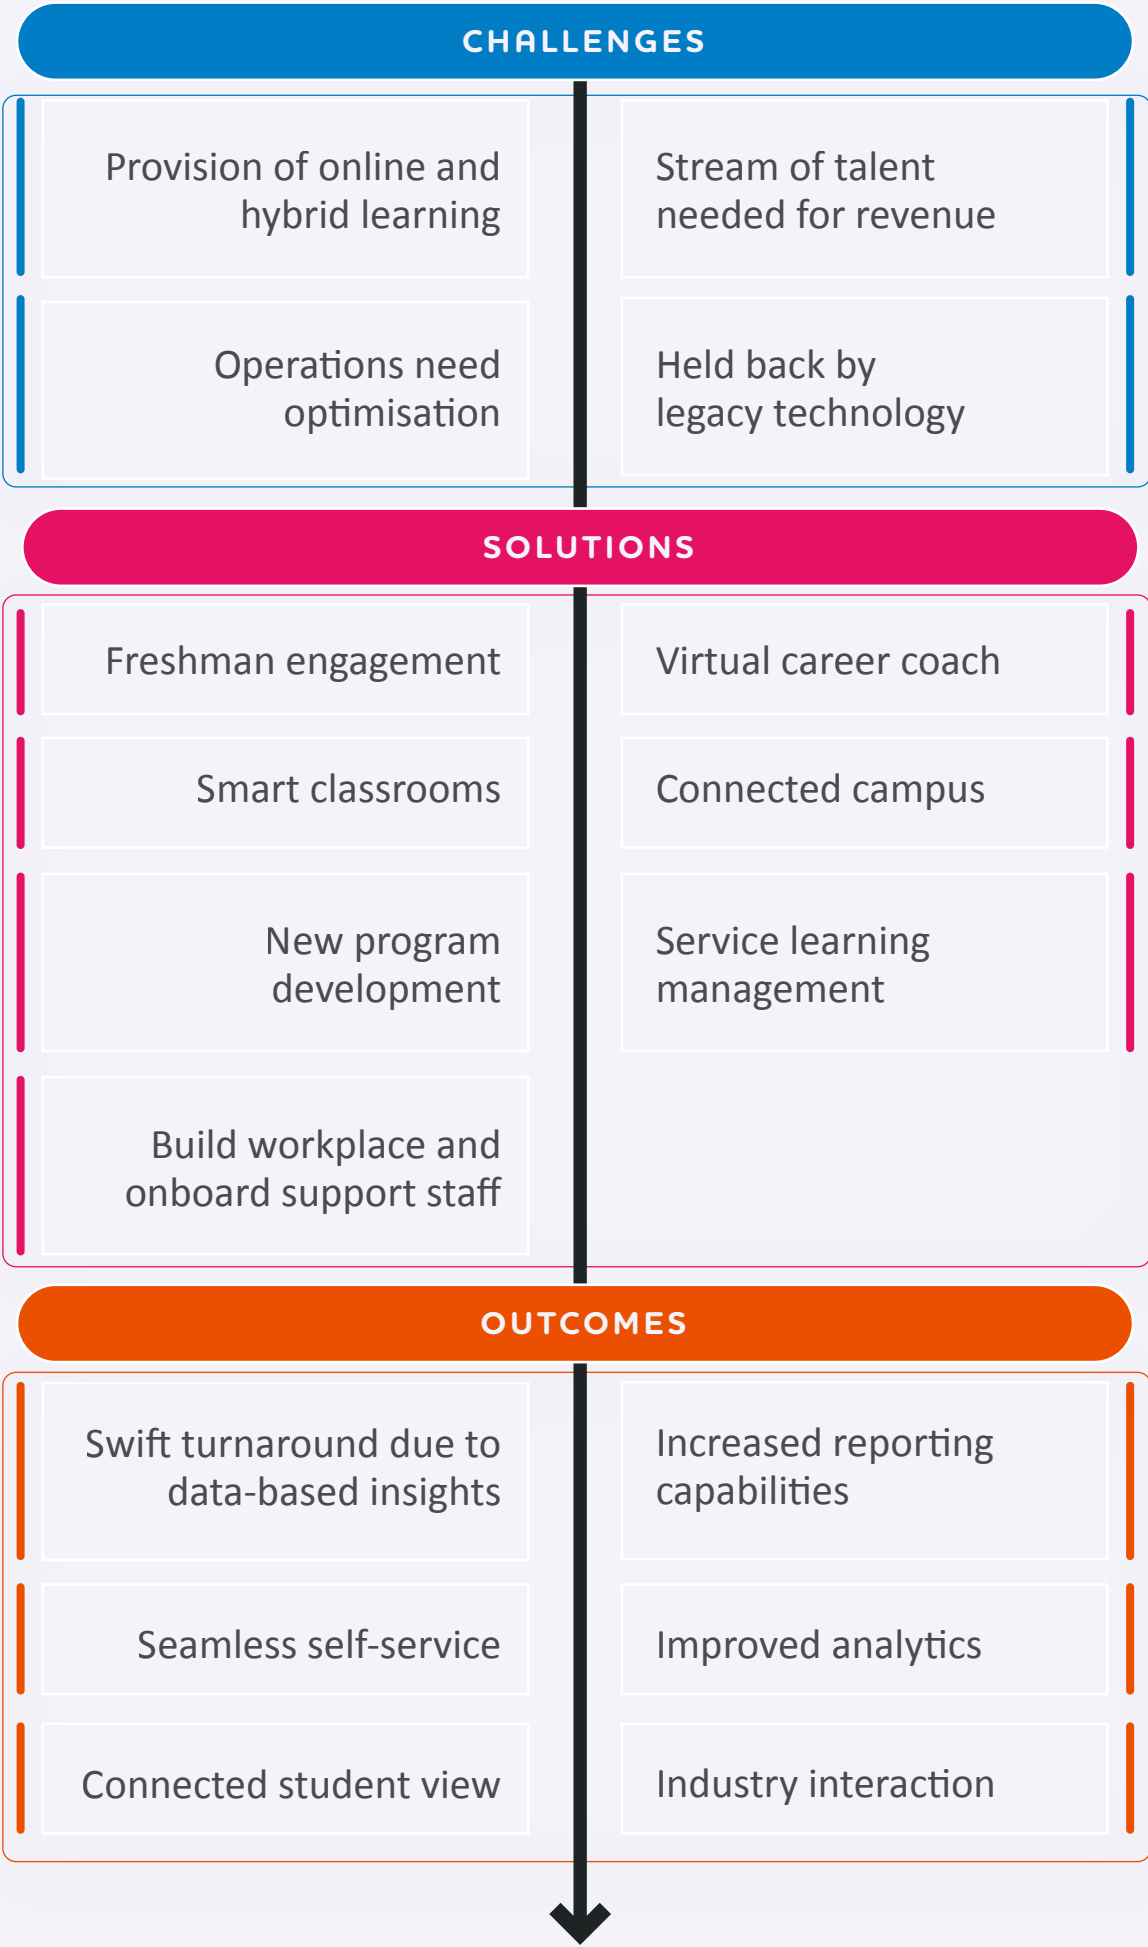 CHALLENGES
Provision of online and
hybrid learning
Stream of talent
needed for revenue
Operations need
optimisation
Held back by
legacy technology
SOLUTIONS
Freshman engagement
Virtual career coach
Smart classrooms
Connected campus
New program
development
Service learning
management
Build workplace and
onboard support staff
OUTCOMES
Swift turnaround due to
data-based insights
Increased reporting
capabilities
Seamless self-service
Improved analytics
Connected student view
Industry interaction